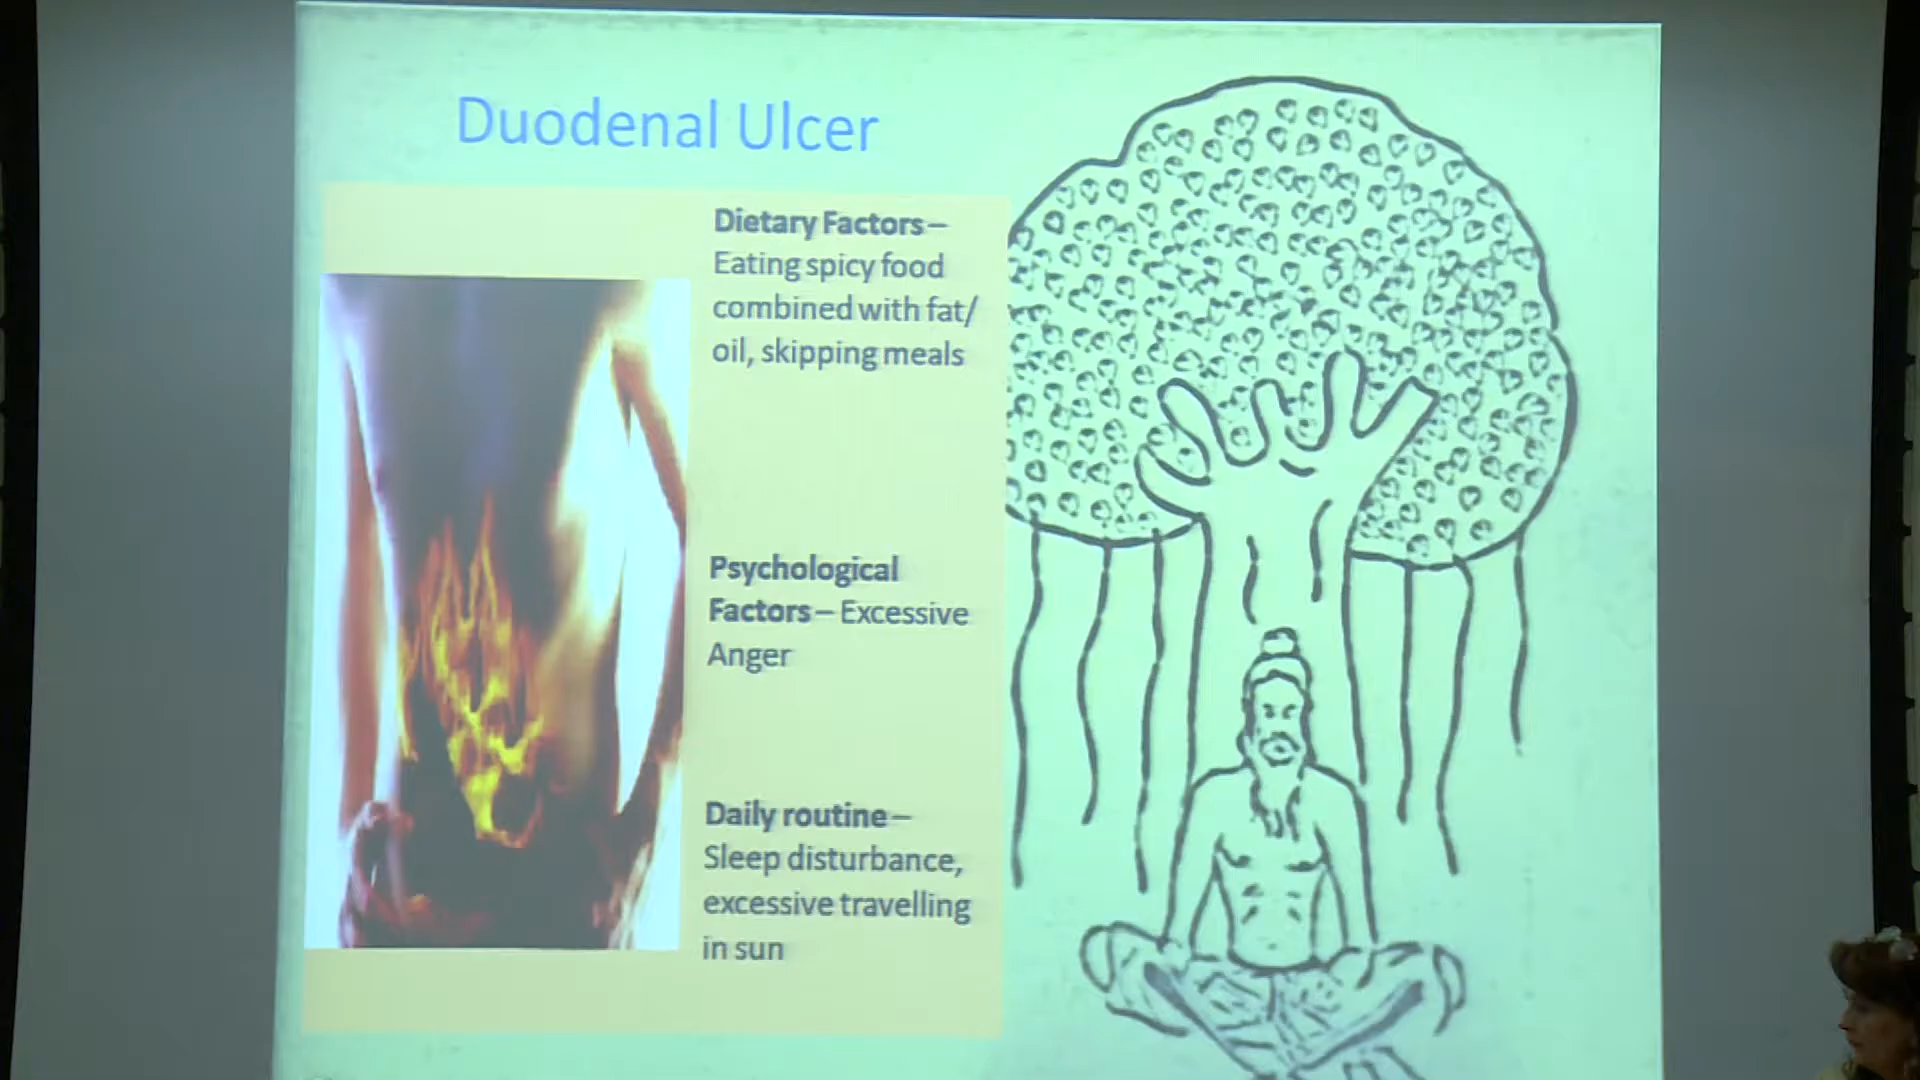 Duodenal Ulcer
Dietary Factors –
Eating spicy food
combined with fat/
oil, skipping meals
Psychological
Factors – Excessive
Anger
Daily routine –
Sleep disturbance,
excessive travelling
in sun